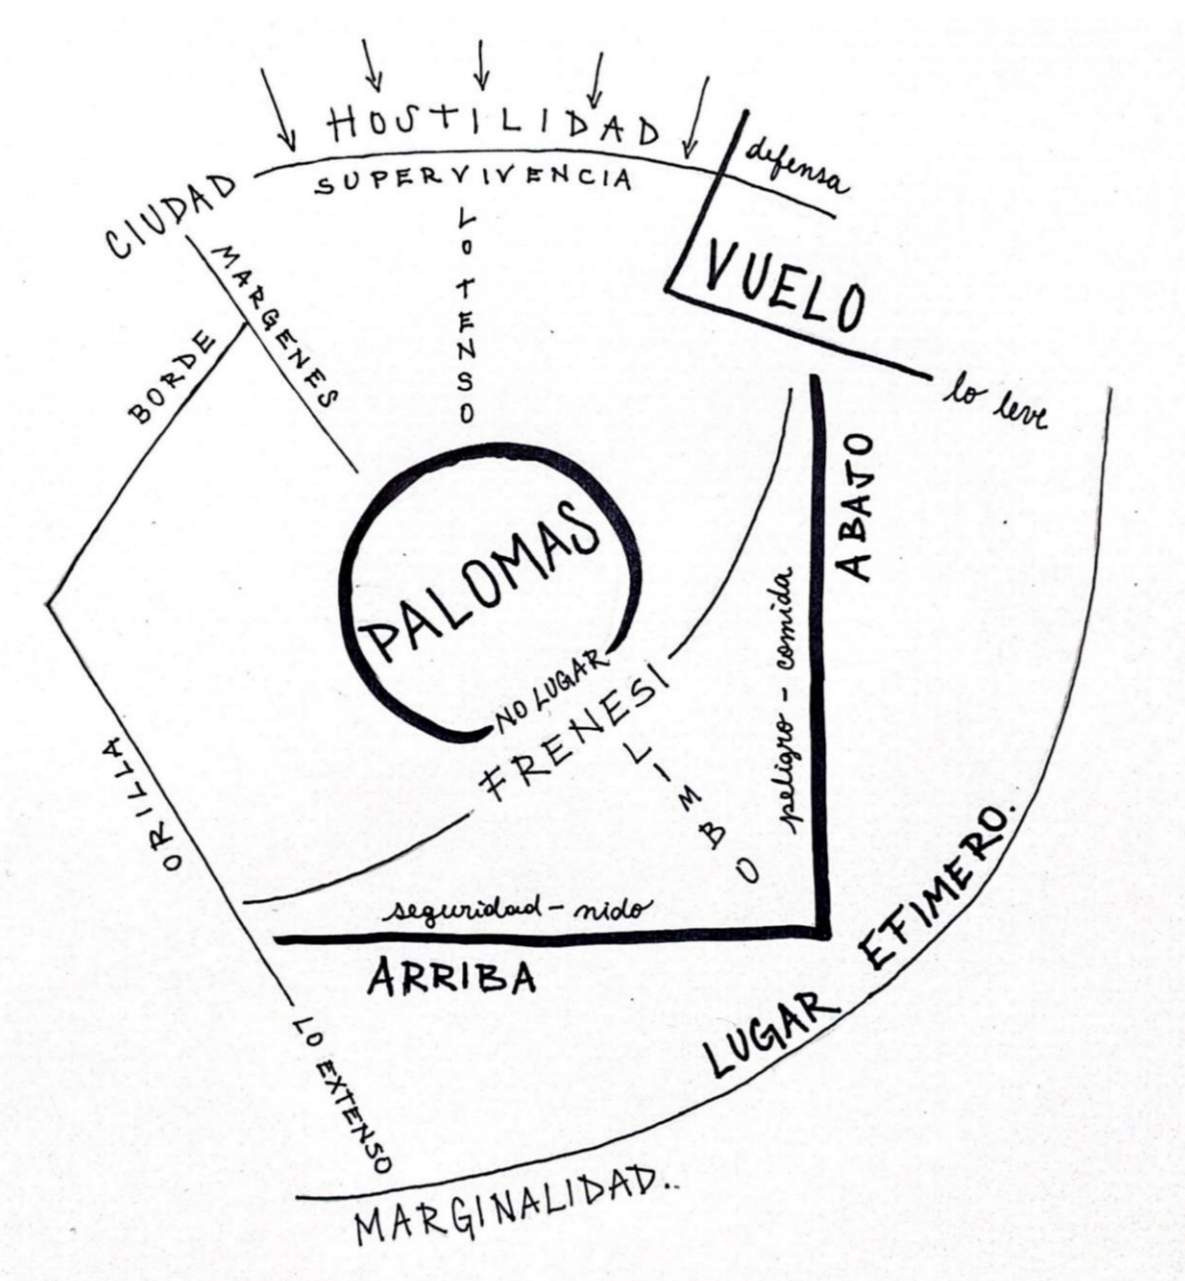 HOSTILIDAD
SUPERVIVENCIA
CIUDAD
MARGENES
LO TENSO
defensa
VUELO
lo leve
BORDE
PALOMAS
NO LUGAR
FRENESI
LIMBO
ABAJO
peligro - comida
ORILLA
seguridad - nido
ARRIBA
LUGAR EFIMERO.
LO EXTENSO
MARGINALIDAD..